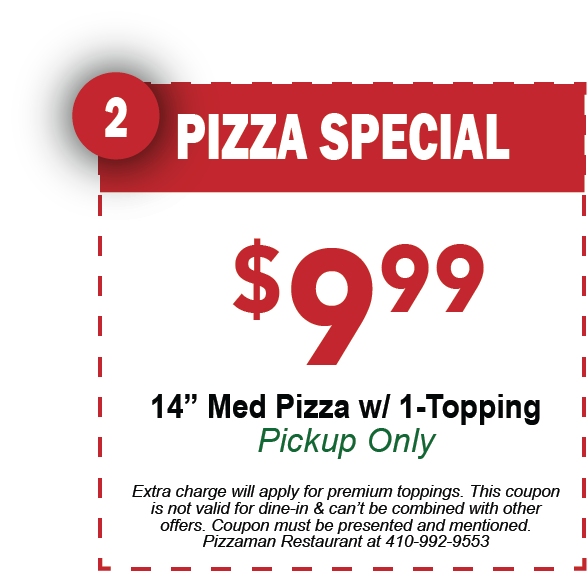 2
PIZZA SPECIAL
$9.99
14” Med Pizza w/ 1-Topping
Pickup Only
Extra charge will apply for premium toppings. This coupon
is not valid for dine-in & can’t be combined with other
offers. Coupon must be presented and mentioned.
Pizzaman Restaurant at 410-992-9553